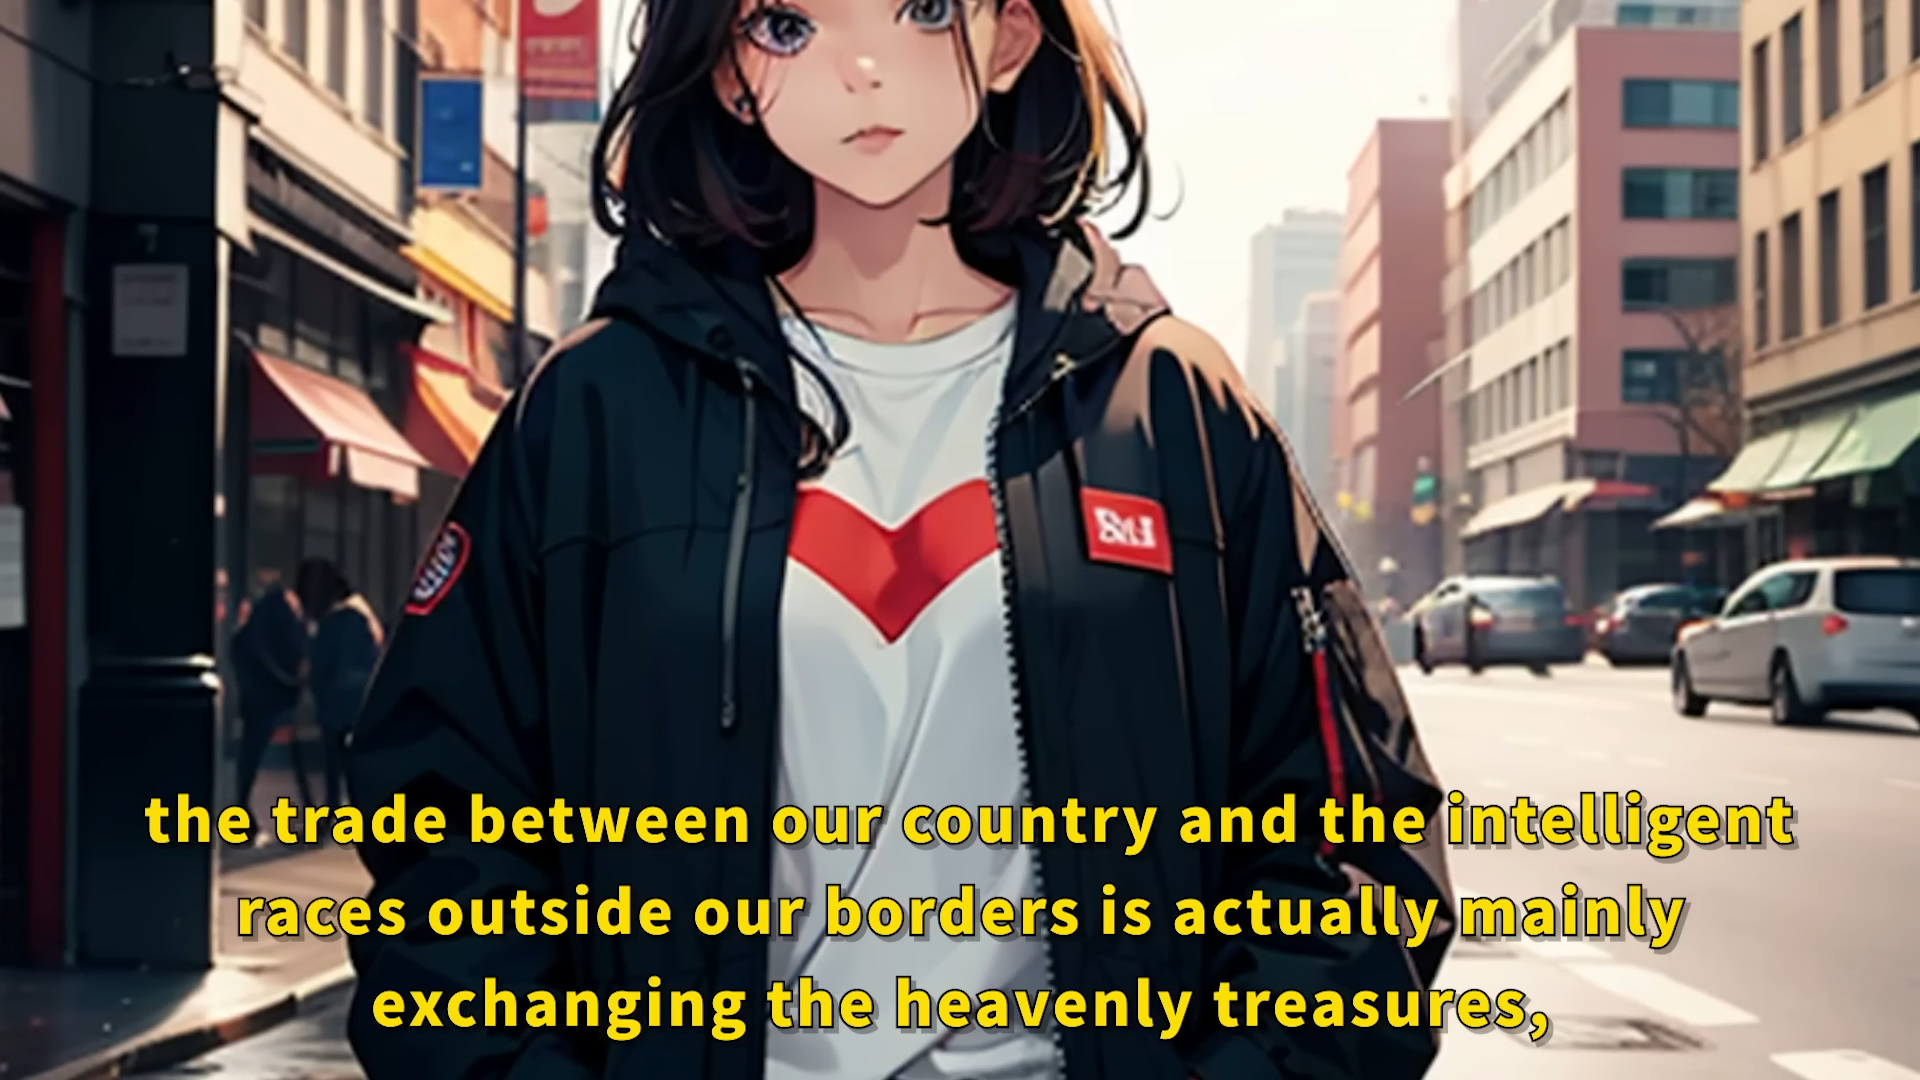 the trade between our country and the intelligent
races outside our borders is actually mainly
exchanging the heavenly treasures,